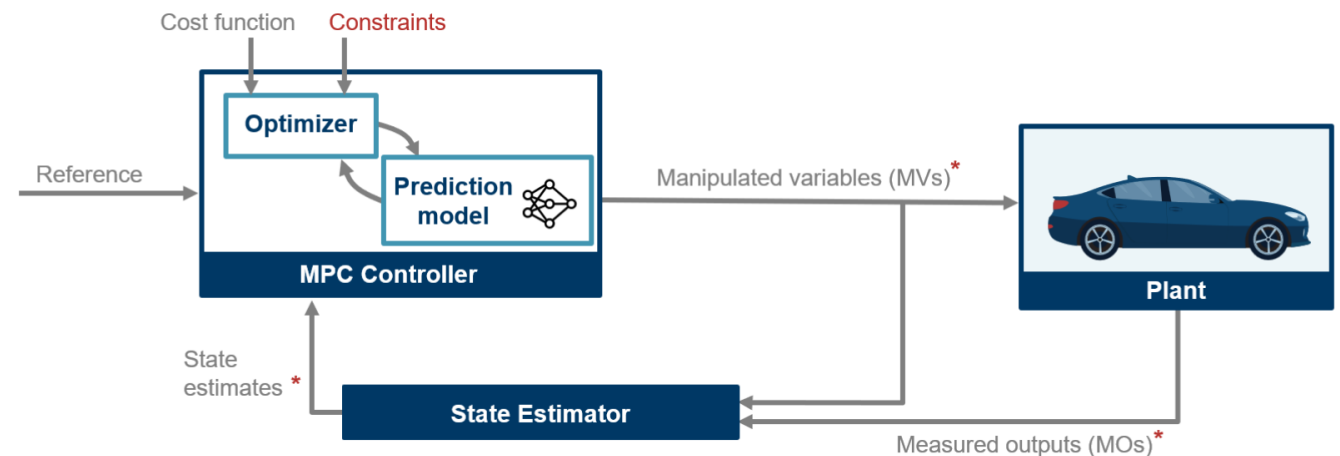 Cost function
Constraints
Optimizer
Reference
Prediction
model
Manipulated variables (MVs)*
MPC Controller
Plant
State
estimates *
State Estimator
Measured outputs (MOs)*